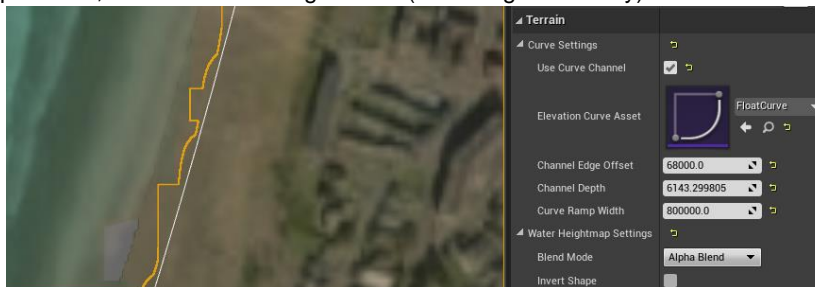 Terrain
Curve Settings
Use Curve Channel
Elevation Curve Asset
FloatCurve
Channel Edge Offset 68000.0
Channel Depth 6143.299805
Curve Ramp Width 800000.0
Water Heightmap Settings
Blend Mode Alpha Blend
Invert Shape